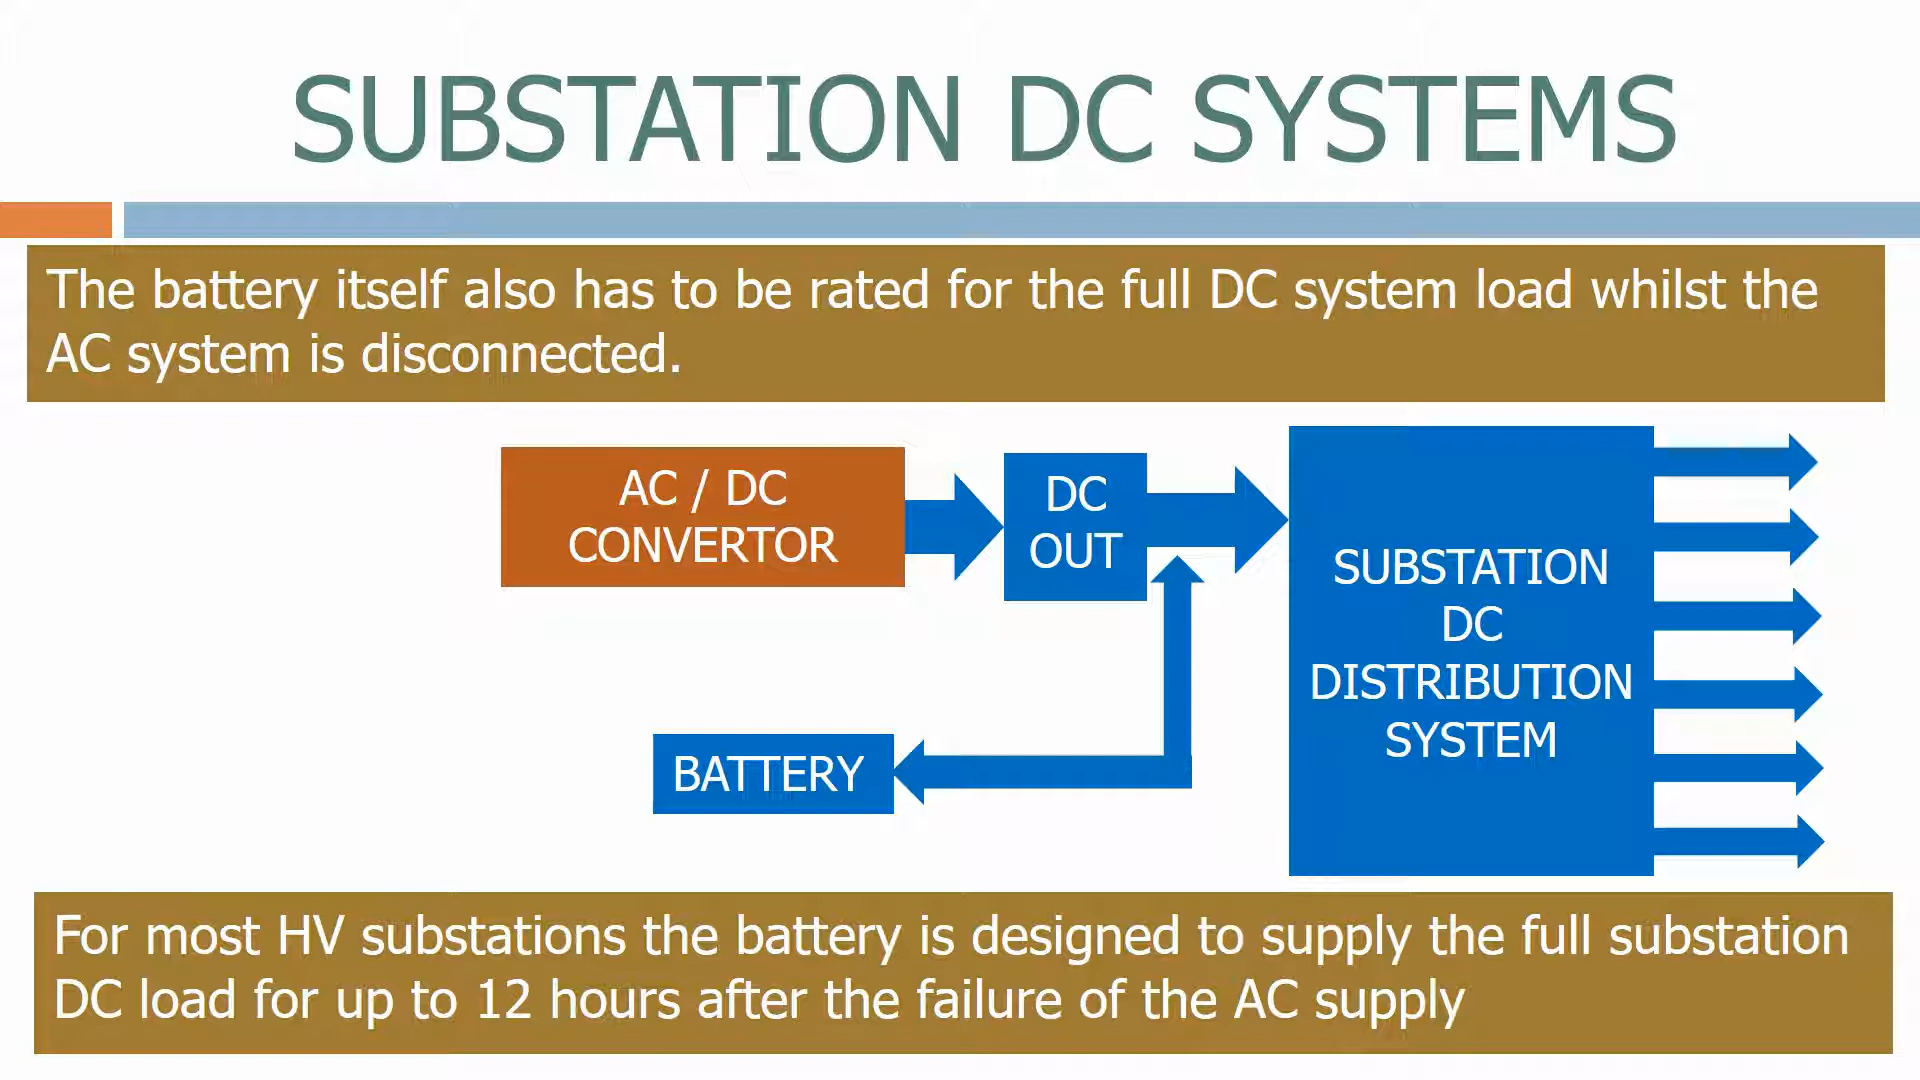 SUBSTATION DC SYSTEMS
The battery itself also has to be rated for the full DC system load whilst the
AC system is disconnected.
AC / DC
CONVERTOR
DC
OUT
SUBSTATION
DC
DISTRIBUTION
SYSTEM
BATTERY
For most HV substations the battery is designed to supply the full substation
DC load for up to 12 hours after the failure of the AC supply